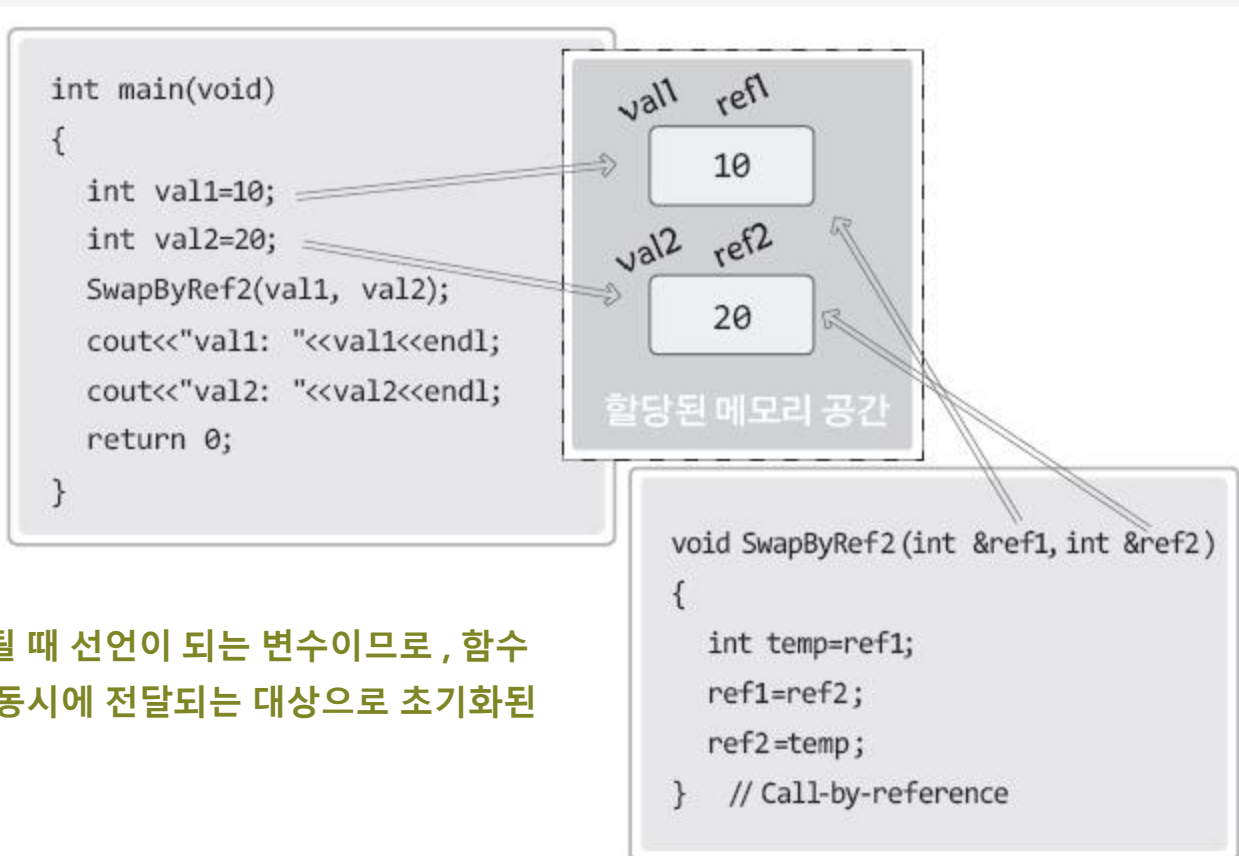 int main(void)
{
int val1=10;
int val2=20;
SwapByRef2(val1, val2);
cout<<"val1: "<<val1<<endl;
cout<<"val2: "<<val2<<endl;
return 0;
}
val1 ref1
10
val2 ref2
20
할당된 메모리 공간
void SwapByRef2(int &ref1, int &ref2)
{
int temp=ref1;
ref1=ref2;
ref2=temp;
} // Call-by-reference
될 때 선언이 되는 변수이므로 , 함수
동시에 전달되는 대상으로 초기화된